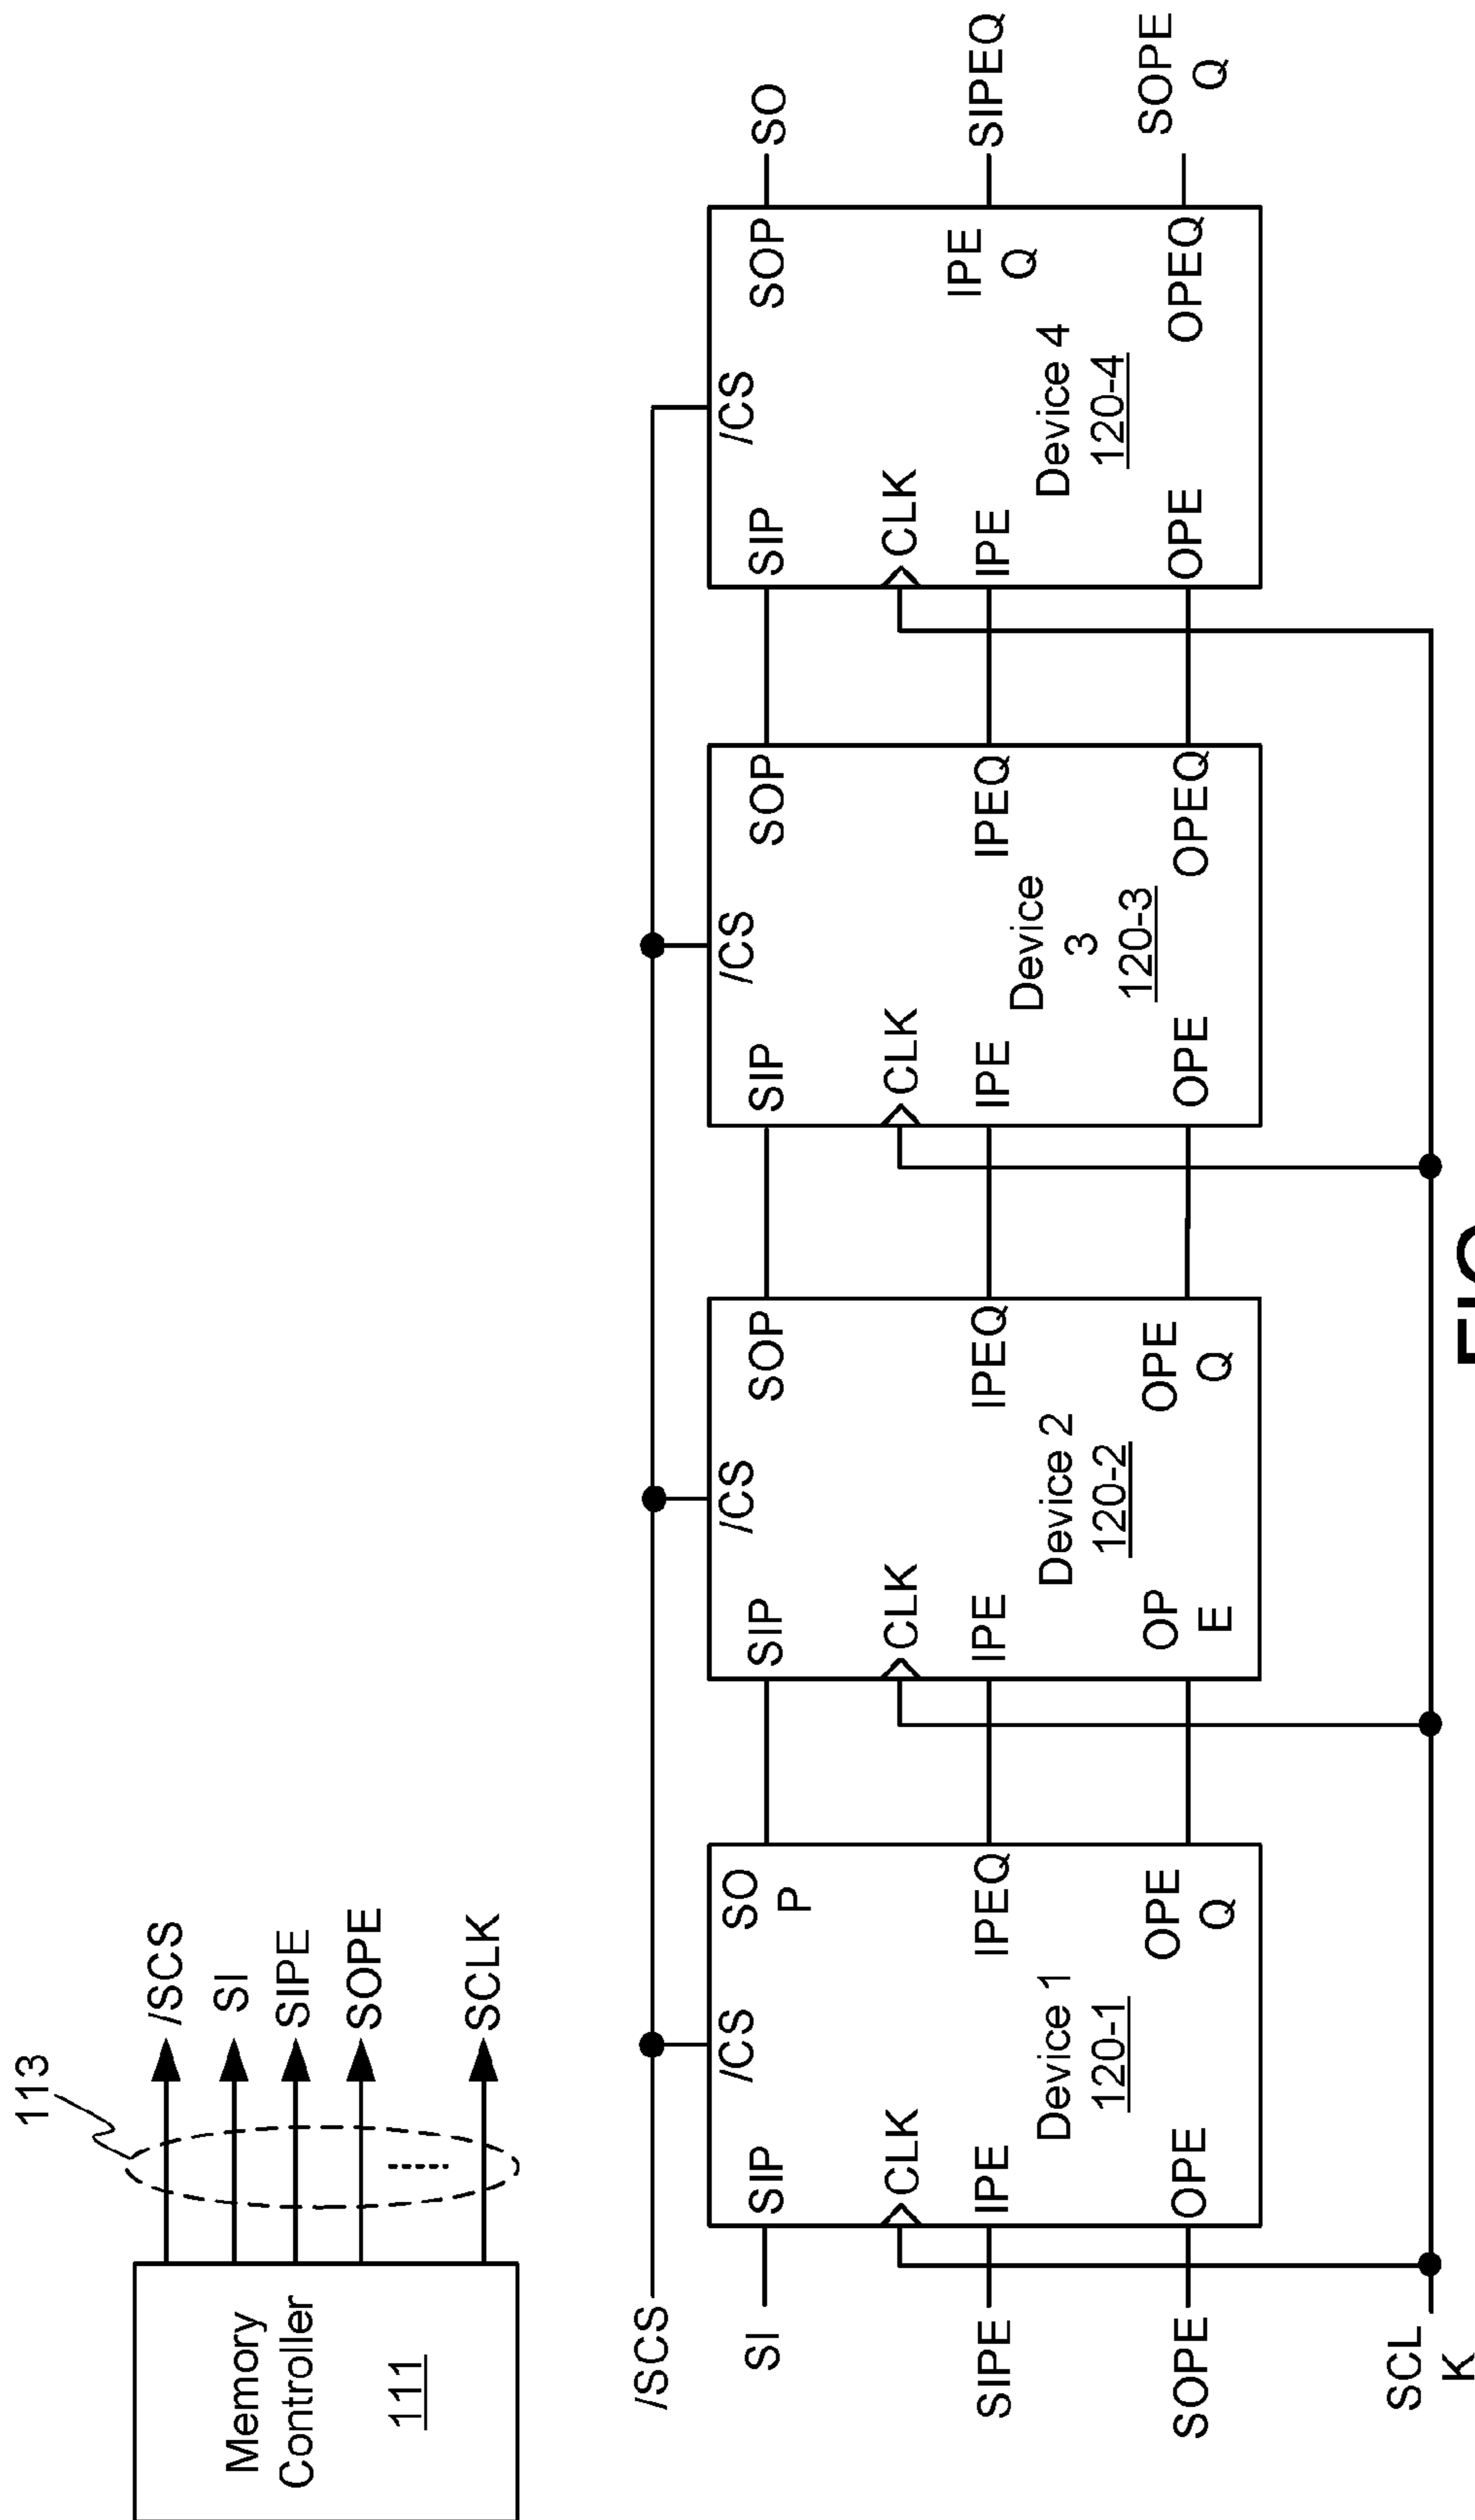 113
Memory
Controller
111
/SCS
SI
SIPE
SOPE
SCLK
/SCS
SI
SIPE
SOPE
SCL
K
SIP
/CS
SO
P
CLK
IPE
IPEQ
Device 1
120-1
OPE
OPE
Q
SIP
/CS
SOP
CLK
IPE
IPEQ
Device 2
120-2
OP
E
OPE
Q
SIP
/CS
SOP
CLK
IPE
IPEQ
Device
3
120-3
OPE
OPEQ
SIP
/CS
SOP
CLK
IPE
IPE
Q
Device 4
120-4
OPE
OPEQ
SO
SIPEQ
SOPE
Q